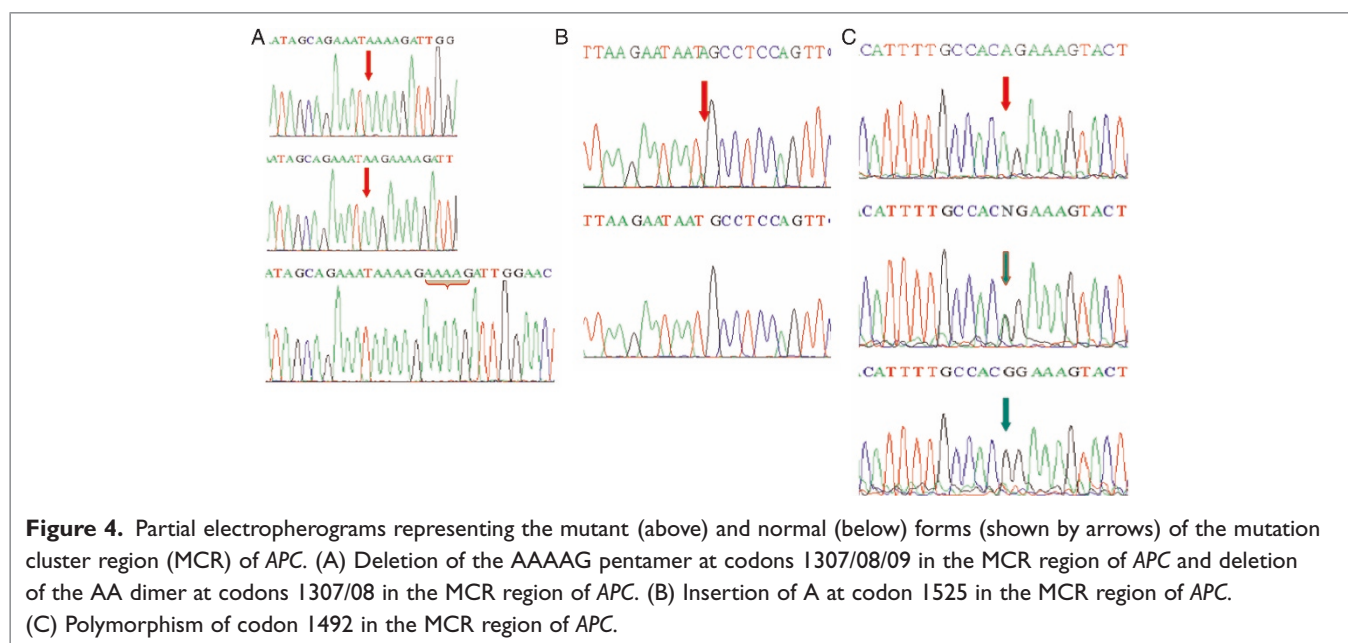 A
ATAGCAGAAATAAAAGATTGG
ATAGCAGAAATAAGAAAAGATT
ATAGCAGAAATAAAAGAAAAGATTGGAAC
B
TTAAGAATAATAGCCTCCAGTT
TTAAGAATAATGCCTCCAGTT
C
CATTTTGCCACAGAAAGTACT
CATTTTGCCACNGAAAGTACT
CATTTTGCCACGGAAAGTACT
Figure 4. Partial electropherograms representing the mutant (above) and normal (below) forms (shown by arrows) of the mutation
cluster region (MCR) of APC. (A) Deletion of the AAAAG pentamer at codons 1307/08/09 in the MCR region of APC and deletion
of the AA dimer at codons 1307/08 in the MCR region of APC. (B) Insertion of A at codon 1525 in the MCR region of APC.
(C) Polymorphism of codon 1492 in the MCR region of APC.